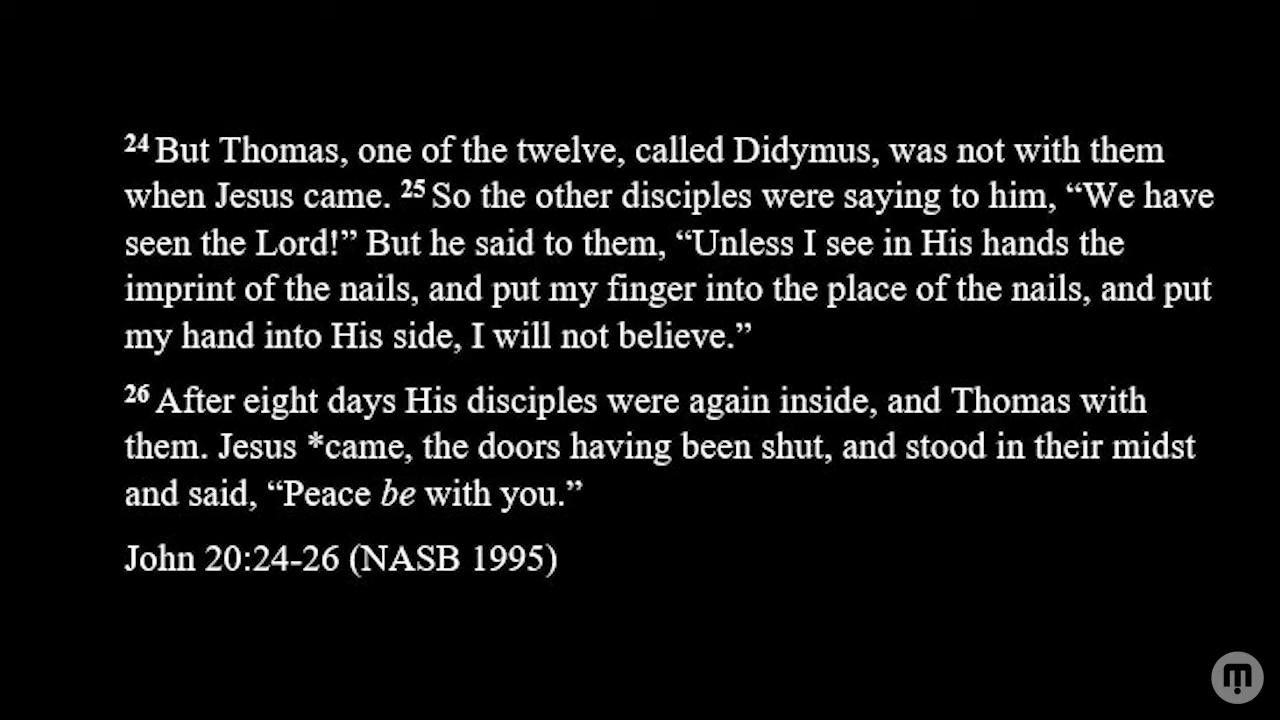 24 But Thomas, one of the twelve, called Didymus, was not with them
when Jesus came. 25 So the other disciples were saying to him, “We have
seen the Lord!” But he said to them, “Unless I see in His hands the
imprint of the nails, and put my finger into the place of the nails, and put
my hand into His side, I will not believe.”
26 After eight days His disciples were again inside, and Thomas with
them. Jesus *came, the doors having been shut, and stood in their midst
and said, “Peace be with you.”
John 20:24-26 (NASB 1995)